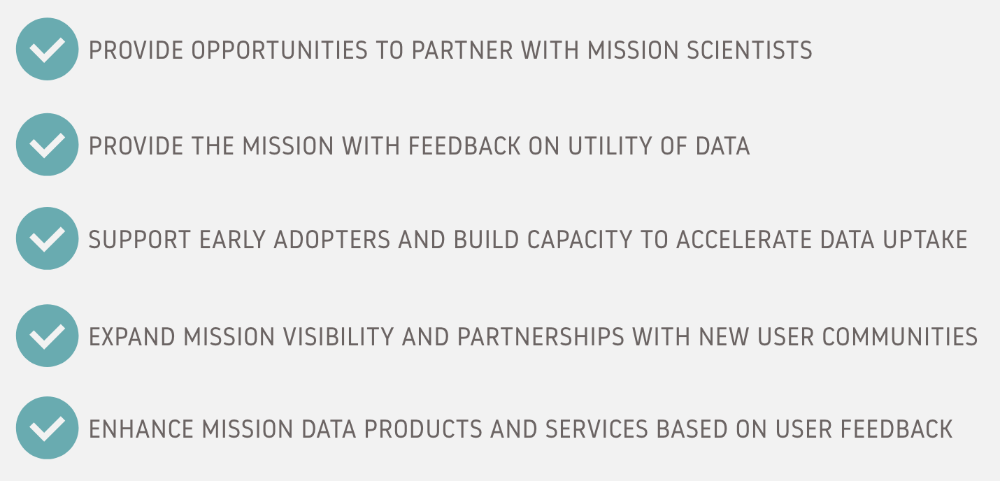 PROVIDE OPPORTUNITIES TO PARTNER WITH MISSION SCIENTISTS
PROVIDE THE MISSION WITH FEEDBACK ON UTILITY OF DATA
SUPPORT EARLY ADOPTERS AND BUILD CAPACITY TO ACCELERATE DATA UPTAKE
EXPAND MISSION VISIBILITY AND PARTNERSHIPS WITH NEW USER COMMUNITIES
ENHANCE MISSION DATA PRODUCTS AND SERVICES BASED ON USER FEEDBACK